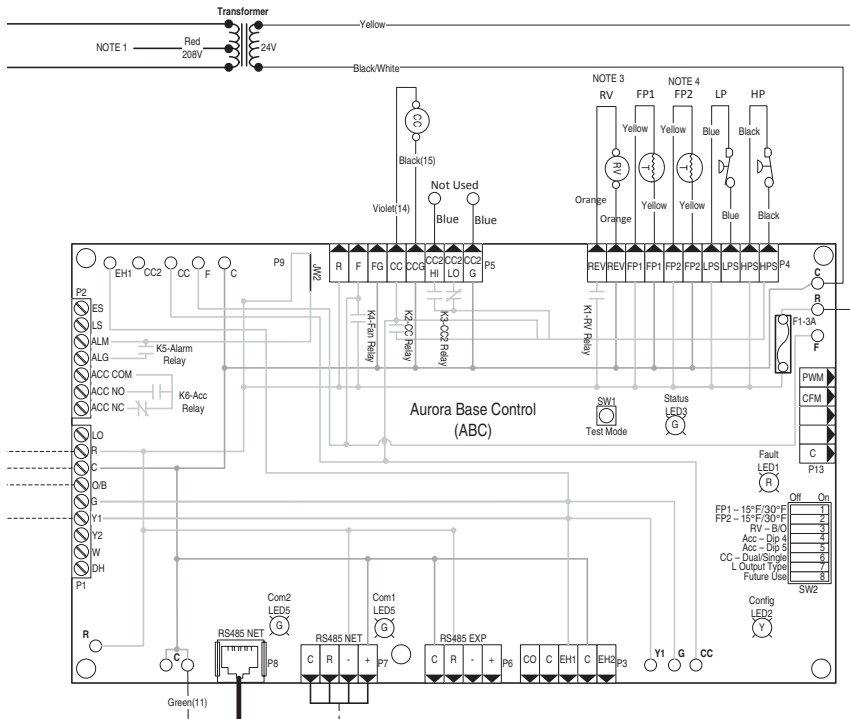 Transformer
Yellow
NOTE 1
Red
208V
24V
Black/White
NOTE 3
RV
FP1
NOTE 4
FP2
LP
HP
CC
Yellow
Yellow
Blue
Black
Black(15)
RV
T
T
Not Used
Violet(14)
Blue
Blue
Orange
Orange
Yellow
Yellow
Blue
Black
EH1
CC2
CC
F
C
P9
JW2
R
F
FG
CC
CCG
CC2 HI
CC2 LO
CC2 G
P5
REV
REV
FP1
FP1
FP2
FP2
LPS
LPS
HPS
HPS
P4
C
R
F1-3A
F
P2
ES
LS
ALM
ALG
ACC COM
ACC NO
ACC NC
K5-Alarm
Relay
K6-Acc
Relay
K4-Fan Relay
K2-CC Relay
K3-CC2 Relay
K1-RV Relay
Aurora Base Control
(ABC)
SW1
Test Mode
Status
LED3
G
PWM
CFM
C
P13
LO
R
C
O/B
G
Y1
Y2
W
DH
P1
Fault
LED1
R
Off On
FP1 – 15°F/30°F 1
FP2 – 15°F/30°F 2
RV – B/O 3
Acc – Dip 4 4
Acc – Dip 5 5
CC – Dual/Single 6
L Output Type 7
Future Use 8
SW2
Config
LED2
Y
Com2
LED5
G
Com1
LED5
G
R
C
RS485 NET
P8
RS485 NET
C R - +
P7
RS485 EXP
C R - +
P6
CO C EH1 C EH2
P3
Y1
G
CC
Green(11)